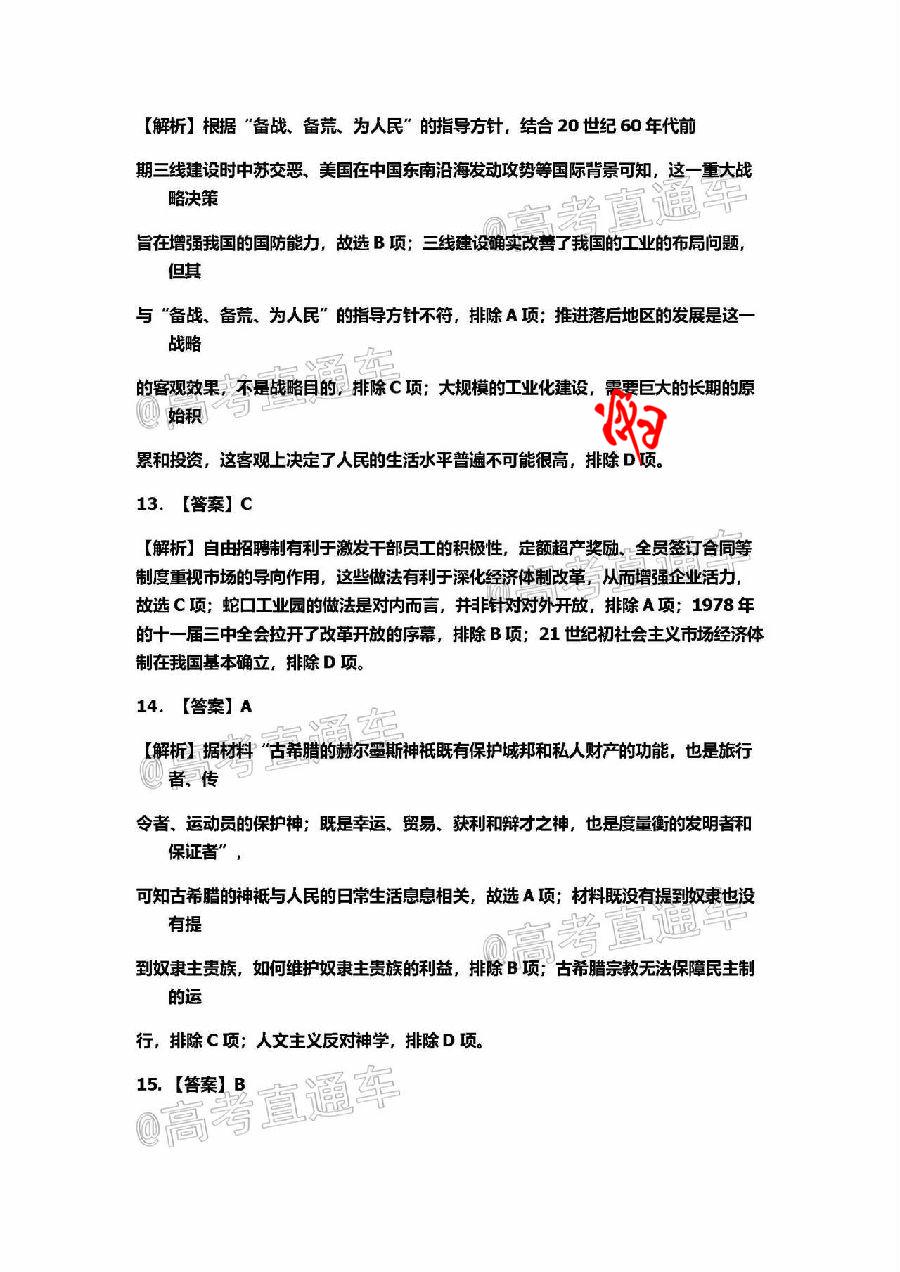 【解析】根据“备战、备荒、为人民”的指导方针，结合 20 世纪 60 年代前
期三线建设时中苏交恶、美国在中国东南沿海发动攻势等国际背景可知，这一重大战
略决策
@高考直通车
旨在增强我国的国防能力，故选 B 项；三线建设确实改善了我国的工业的布局问题，
但其
与“备战、备荒、为人民”的指导方针不符，排除 A 项；推进落后地区的发展是这一
战略
@高考直通车
的客观效果，不是战略目的，排除 C 项；大规模的工业化建设，需要巨大的长期的原
始积
累和投资，这客观上决定了人民的生活水平普遍不可能很高，排除 D 项。
13. 【答案】C
@高考直通车
【解析】自由招聘制有利于激发干部员工的积极性，定额超产奖励、全员签订合同等
制度重视市场的导向作用，这些做法有利于深化经济体制改革，从而增强企业活力，
故选 C 项；蛇口工业园的做法是对内而言，并非针对对外开放，排除 A 项；1978 年
的十一届三中全会拉开了改革开放的序幕，排除 B 项；21 世纪初社会主义市场经济体
制在我国基本确立，排除 D 项。
14. 【答案】A
@高考直通车
【解析】据材料“古希腊的赫尔墨斯神祗既有保护城邦和私人财产的功能，也是旅行
者、传
令者、运动员的保护神；既是幸运、贸易、获利和辩才之神，也是度量衡的发明者和
保证者”，
可知古希腊的神祗与人民的日常生活息息相关，故选 A 项；材料既没有提到奴隶也没
有提
@高考直通车
到奴隶主贵族，如何维护奴隶主贵族的利益，排除 B 项；古希腊宗教无法保障民主制
的运
行，排除 C 项；人文主义反对神学，排除 D 项。
15. 【答案】B
@高考直通车